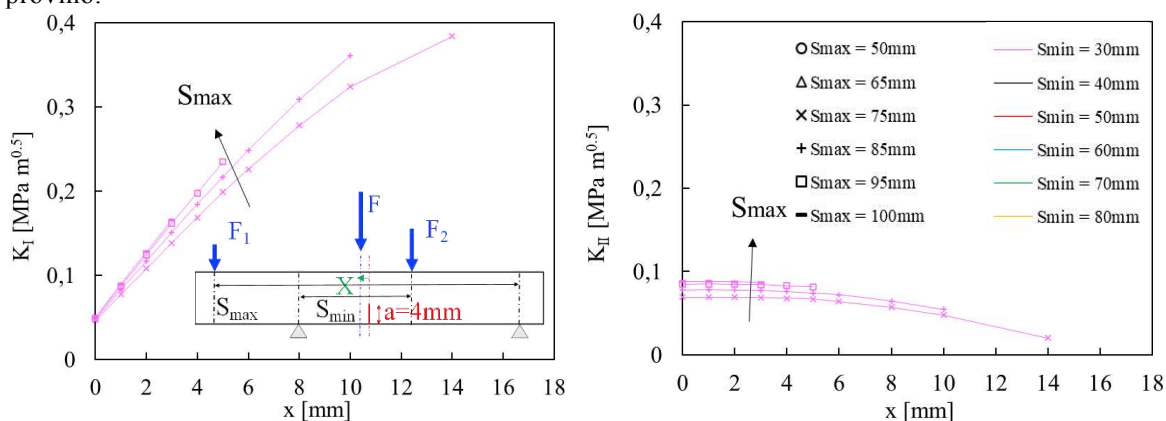 0,4
0,3
0,2
0,1
0
K_I [MPa m^0.5]
0 2 4 6 8 10 12 14 16 18
x [mm]
Smax
F
F₁
F₂
X
Smax
Smin
a=4mm
0,4
0,3
0,2
0,1
0
K_II [MPa m^0.5]
0 2 4 6 8 10 12 14 16 18
x [mm]
Smax
Smax = 50mm
Smax = 65mm
Smax = 75mm
Smax = 85mm
Smax = 95mm
Smax = 100mm
Smin = 30mm
Smin = 40mm
Smin = 50mm
Smin = 60mm
Smin = 70mm
Smin = 80mm